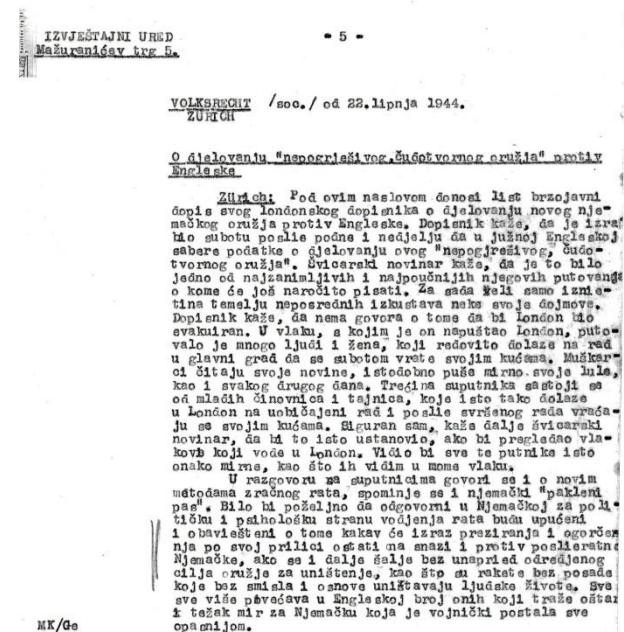 IZVJEŠTAJNI URED
- 5 -
Mažuranićev trg 5.
VOLKSRECHT /soc./ od 22.lipnja 1944.
ZÜRICH
O djelovanju "nepogrješivog,čudotvornog oružja" protiv
Engleske
Zürich: Pod ovim naslovom donosi list brzojavni
dopis svog londonskog dopisnika o djelovanju novog nje-
mačkog oružja protiv Engleske. Dopisnik kaže, da je izra
bio subotu poslie podne i nedjelju da u južnoj Engleskoj
sabere podatke o djelovanju ovog "nepogrješivog, čudo-
tvornog oružja". Švicarski novinar kaže, da je to bilo
jedno od najzanimljivih i najpoučnijih njegovih putovanja
o kome će još naročito pisati. Za sada želi samo iznie-
tina temelju neposrednih izkustava neke svoje dojmove.
Dopisnik kaže, da nema govora o tome da bi London bio
evakuiran. U vlaku, s kojim je on napuštao London, puto-
valo je mnogo ljudi i žena, koji redovito dolaze na rad
u glavni grad da se subotom vrate svojim kućama. Muškar-
ci čitaju svoje novine, istodobno puše mirno svoje lule,
kao i svakog drugog dana. Trećina suputnika sastoji se
od mladih činovnica i tajnica, koje isto tako dolaze
u London na uobičajeni rad i poslie svršenog rada vraća-
ju se svojim kućama. Siguran sam, kaže dalje švicarski
novinar, da bi to isto ustanovio, ako bi pregledao vla-
kove koji vode u London. Vidio bi sve te putnike isto
onako mirne, kao što ih vidim u mome vlaku.
U razgovoru na suputnicima govori se i o novim
metodama zračnog rata, spominje se i njemački "pakleni
pas". Bilo bi poželjno da odgovorni u Njemačkoj za poli-
tičku i psiholožku stranu vodjenja rata budu upućeni
i obaviešteni o tome kakav će izraz preziranja i ogorče
nja po svoj prilici ostati na snazi i protiv poslieratne
Njemačke, ako se i dalje šalje bez unapried odredjenog
cilja oružje za uništenje, kao što su rakete bez posade
koje bez smisla i osnove uništavaju ljudske živote. Sve
sve više povećava u Engleskoj broj onih koji traže oštar
i težak mir za Njemačku koja je vojnički postala sve
opasnijom.
MK/Ge